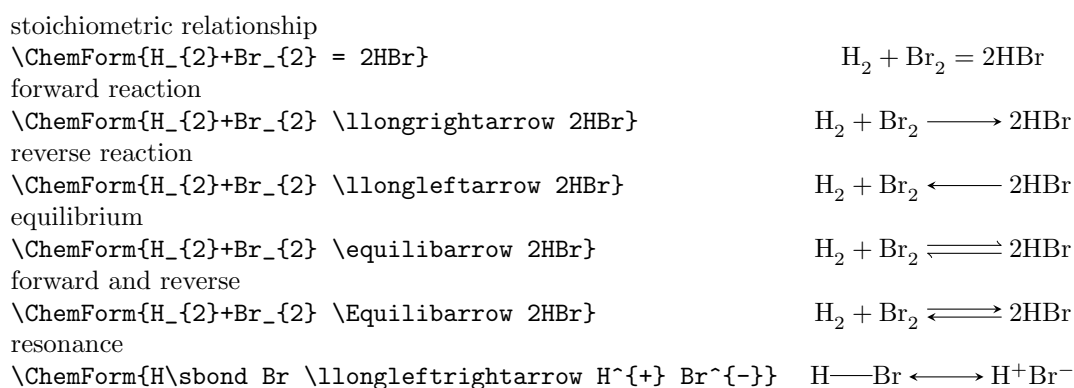 stoichiometric relationship
\ChemForm{H_{2}+Br_{2} = 2HBr} H₂ + Br₂ = 2HBr
forward reaction
\ChemForm{H_{2}+Br_{2} \llongrightarrow 2HBr} H₂ + Br₂ ⟶ 2HBr
reverse reaction
\ChemForm{H_{2}+Br_{2} \llongleftarrow 2HBr} H₂ + Br₂ ⟵ 2HBr
equilibrium
\ChemForm{H_{2}+Br_{2} \equilibarrow 2HBr} H₂ + Br₂ ⇌ 2HBr
forward and reverse
\ChemForm{H_{2}+Br_{2} \Equilibarrow 2HBr} H₂ + Br₂ ⇄ 2HBr
resonance
\ChemForm{H\sbond Br \llongleftrightarrow H^{+} Br^{-}} H—Br ⟷ H⁺Br⁻